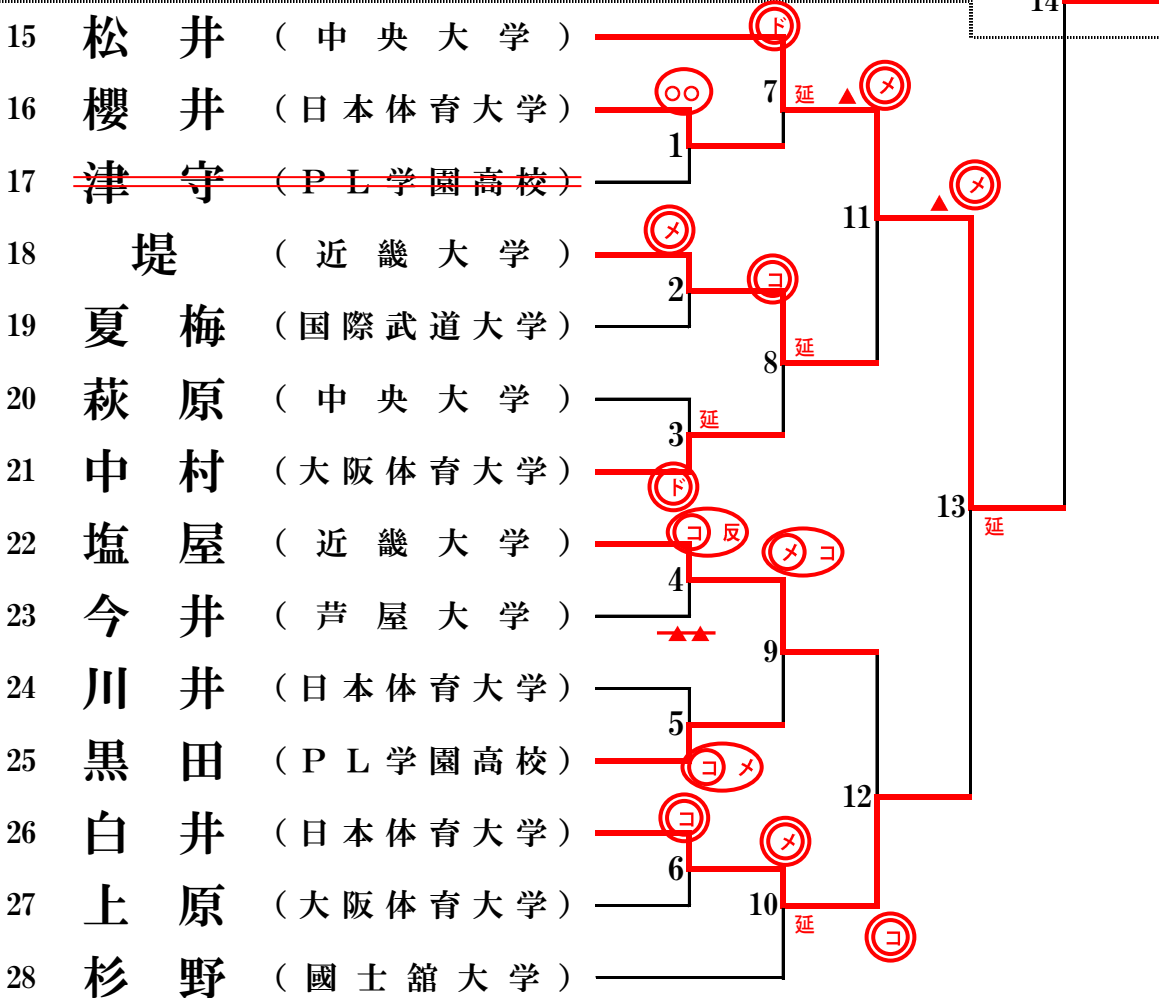 14
15 松井 (中央大学) ド
7 延 ▲ メ
16 櫻井 (日本体育大学) ○○
1
17 津守 (PL学園高校)
メ
11 ▲
18 堤 (近畿大学) メ
2 コ
19 夏梅 (国際武道大学)
8 延
20 萩原 (中央大学)
3 延
21 中村 (大阪体育大学) ド
13 延
22 塩屋 (近畿大学) コ 反
4 メ コ
23 今井 (芦屋大学) ▲▲
9
24 川井 (日本体育大学)
5
25 黒田 (PL学園高校) コ メ
12
26 白井 (日本体育大学) コ
6 メ
27 上原 (大阪体育大学)
10 延
コ
28 杉野 (國士舘大学)